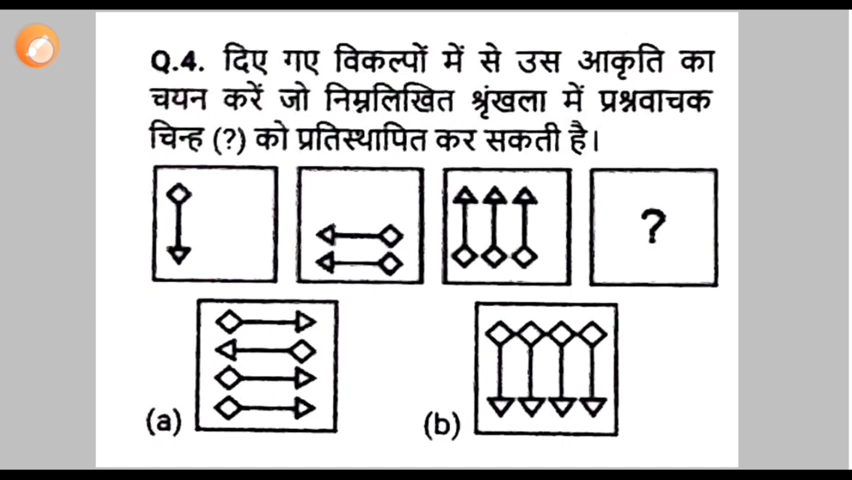 Q.4. दिए गए विकल्पों में से उस आकृति का
चयन करें जो निम्नलिखित श्रृंखला में प्रश्नवाचक
चिन्ह (?) को प्रतिस्थापित कर सकती है।
?
(a)
(b)